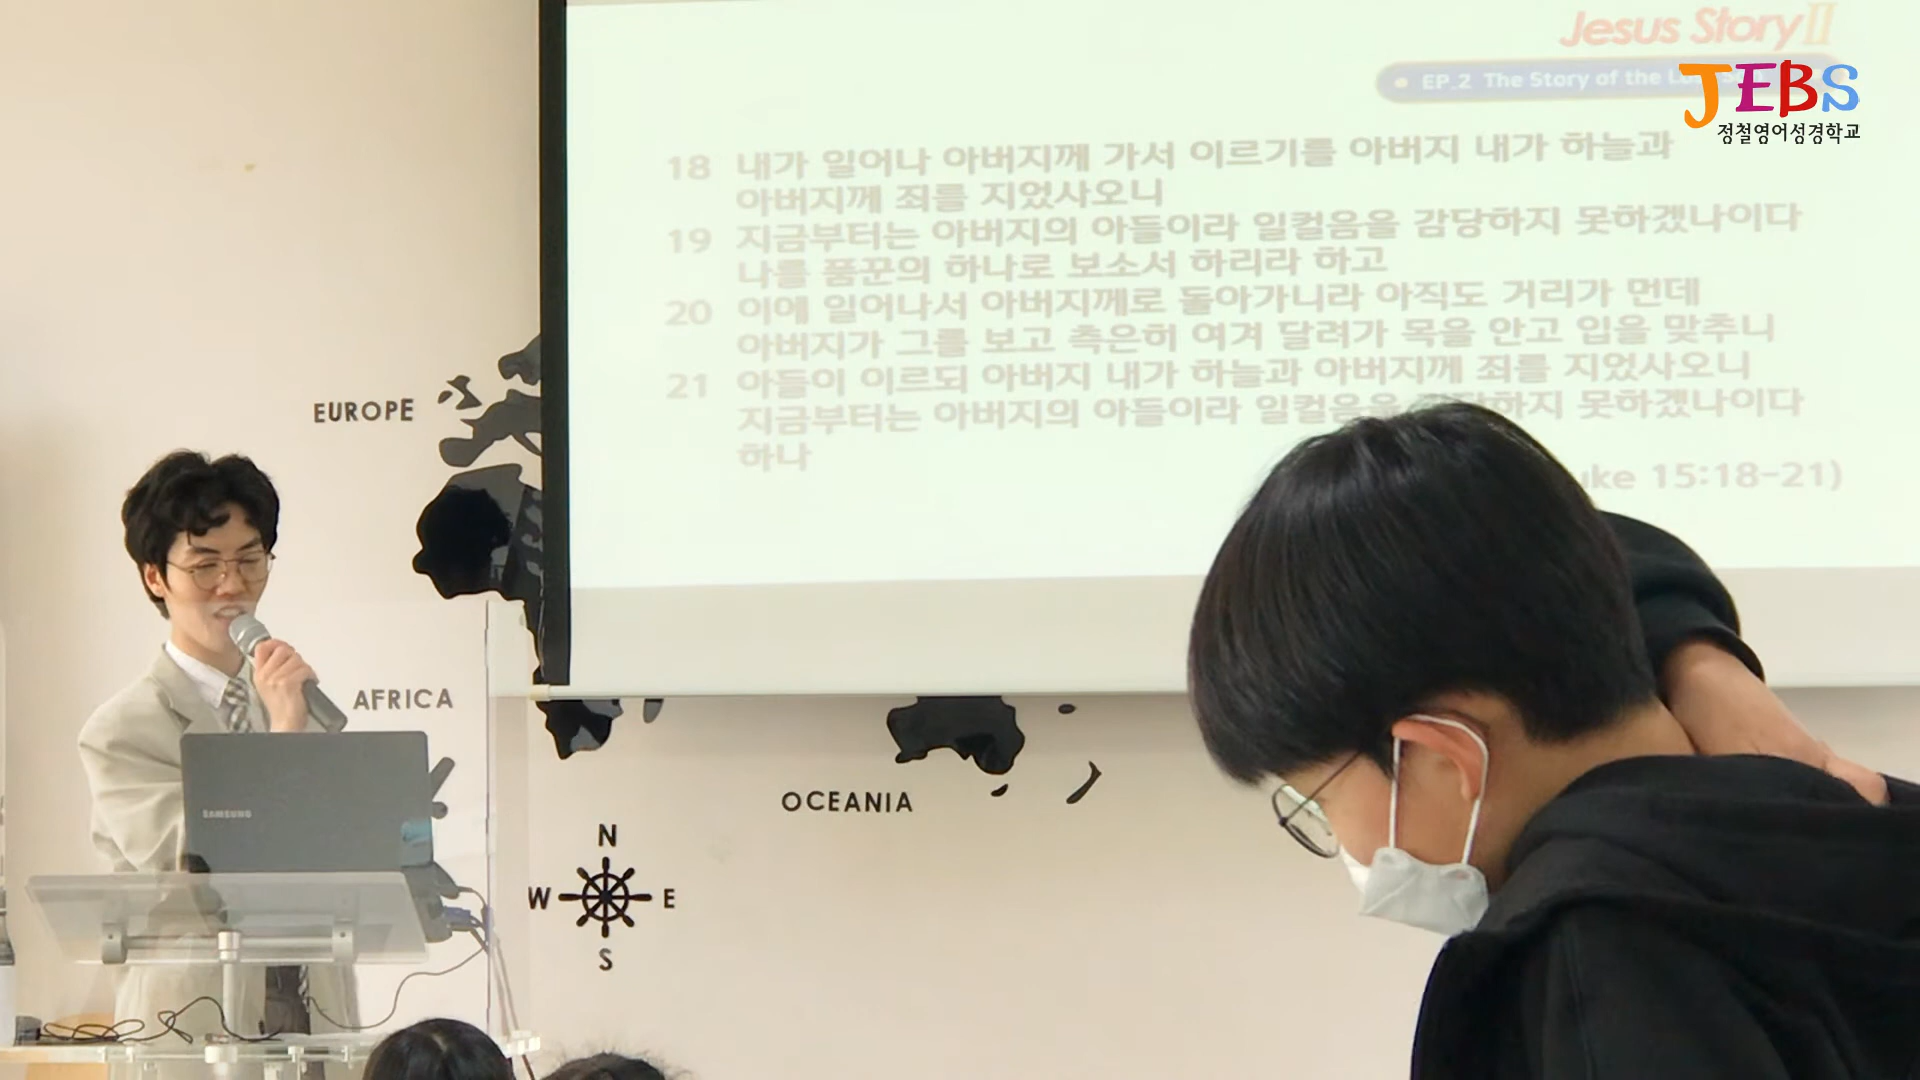 Jesus Story II
EP.2 The Story of the
JEBS
정철영어성경학교
18 내가 일어나 아버지께 가서 이르기를 아버지 내가 하늘과
아버지께 죄를 지었사오니
19 지금부터는 아버지의 아들이라 일컬음을 감당하지 못하겠나이다
나를 품꾼의 하나로 보소서 하리라 하고
20 이에 일어나서 아버지께로 돌아가니라 아직도 거리가 먼데
아버지가 그를 보고 측은히 여겨 달려가 목을 안고 입을 맞추니
21 아들이 이르되 아버지 내가 하늘과 아버지께 죄를 지었사오니
지금부터는 아버지의 아들이라 일컬음을 하지 못하겠나이다
하나
15:18-21)
EUROPE
AFRICA
OCEANIA
SAMSUNG
N
W E
S